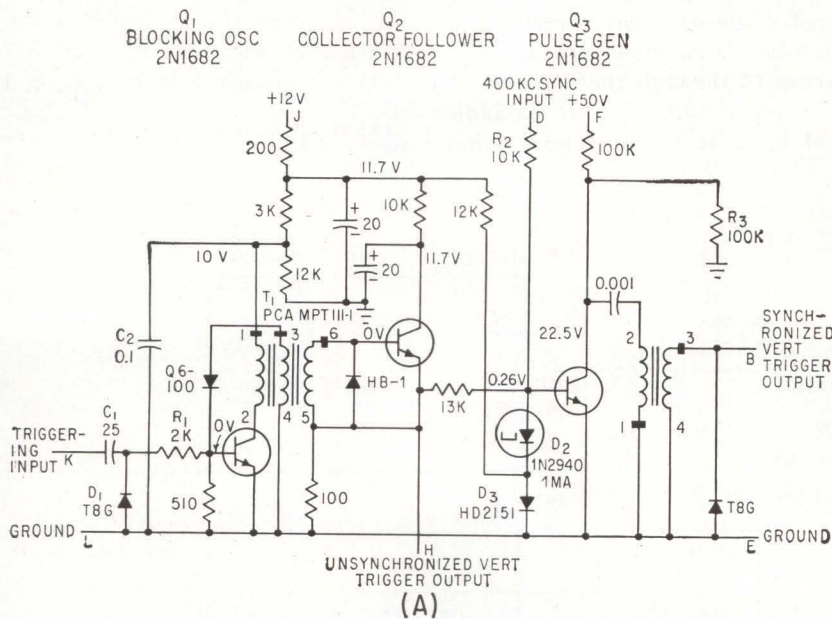 Q1
BLOCKING OSC
2N1682
Q2
COLLECTOR FOLLOWER
2N1682
Q3
PULSE GEN
2N1682
+12V
J
200
11.7 V
3K
+
20
−
10K
12K
400KC SYNC
INPUT
D
R2
10K
+50V
F
100K
R3
100K
10 V
12K
+
20
−
11.7V
T1
PCA MPT111-1
C2
0.1
1
3
6
0V
Q6-
100
2
4
5
HB-1
13K
0.26V
22.5V
0.001
2
3
1
4
SYNCH-
RONIZED
B
VERT
TRIGGER
OUTPUT
TRIGGER-
ING
INPUT K
C1
25
R1
2K
0V
D1
T8G
510
100
D2
1N2940
1MA
D3
HD2151
T8G
GROUND
L
H
E
GROUND
UNSYNCHRONIZED VERT
TRIGGER OUTPUT
(A)